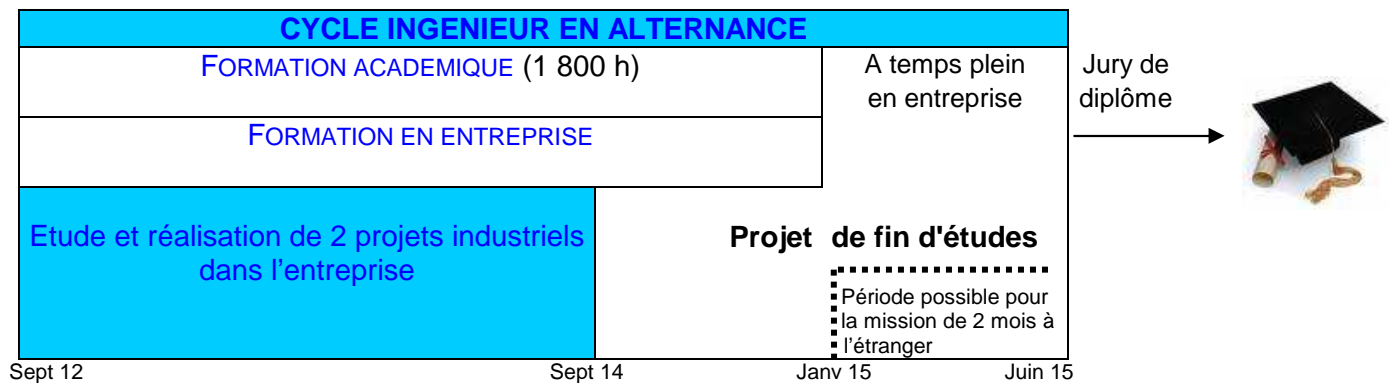 CYCLE INGENIEUR EN ALTERNANCE
FORMATION ACADEMIQUE (1 800 h)
A temps plein
en entreprise
Jury de
diplôme
FORMATION EN ENTREPRISE
Etude et réalisation de 2 projets industriels
dans l’entreprise
Projet de fin d'études
Période possible pour
la mission de 2 mois à
l’étranger
Sept 12
Sept 14
Janv 15
Juin 15